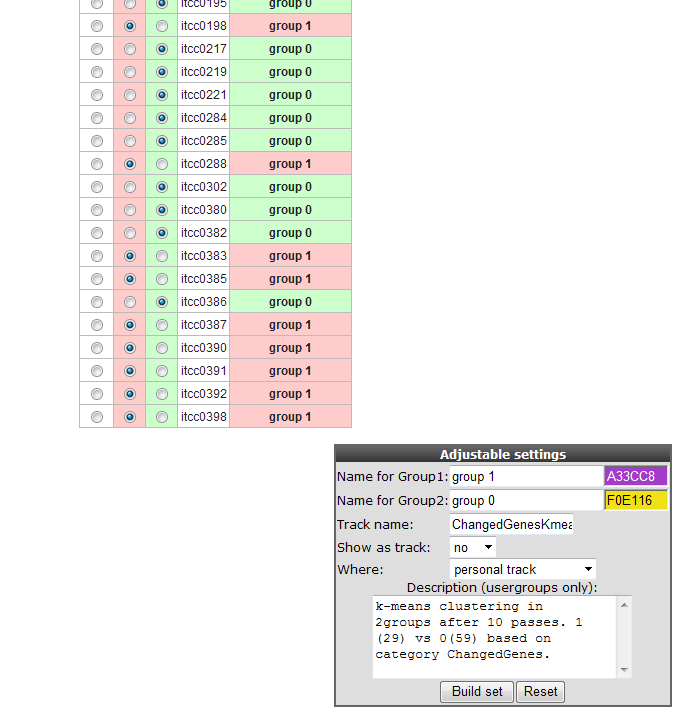 itcc0195 group 0
itcc0198 group 1
itcc0217 group 0
itcc0219 group 0
itcc0221 group 0
itcc0284 group 0
itcc0285 group 0
itcc0288 group 1
itcc0302 group 0
itcc0380 group 0
itcc0382 group 0
itcc0383 group 1
itcc0385 group 1
itcc0386 group 0
itcc0387 group 1
itcc0390 group 1
itcc0391 group 1
itcc0392 group 1
itcc0398 group 1
Adjustable settings
Name for Group1: group 1 A33CC8
Name for Group2: group 0 F0E116
Track name: ChangedGenesKmea
Show as track: no
Where: personal track
Description (usergroups only):
k-means clustering in
2groups after 10 passes. 1
(29) vs 0(59) based on
category ChangedGenes.
Build set Reset